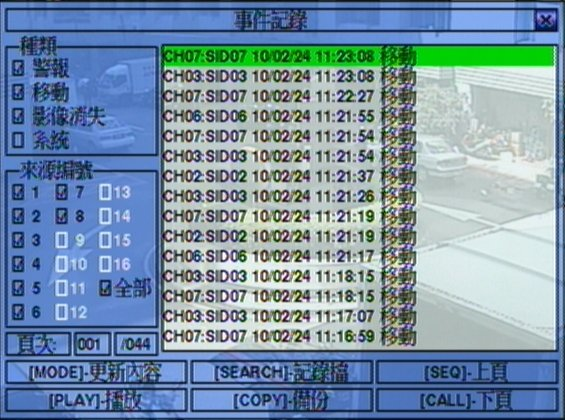 事件記錄
種類
警報
移動
影像消失
系統
來源編號
1 7 13
2 8 14
3 9 15
4 10 16
5 11 全部
6 12
頁次: 001 /044
CH07:SID07 10/02/24 11:23:08 移動
CH03:SID03 10/02/24 11:23:08 移動
CH07:SID07 10/02/24 11:22:27 移動
CH06:SID06 10/02/24 11:21:55 移動
CH07:SID07 10/02/24 11:21:54 移動
CH03:SID03 10/02/24 11:21:54 移動
CH02:SID02 10/02/24 11:21:37 移動
CH03:SID03 10/02/24 11:21:26 移動
CH07:SID07 10/02/24 11:21:19 移動
CH02:SID02 10/02/24 11:21:19 移動
CH06:SID06 10/02/24 11:21:17 移動
CH03:SID03 10/02/24 11:18:15 移動
CH07:SID07 10/02/24 11:18:15 移動
CH03:SID03 10/02/24 11:17:07 移動
CH07:SID07 10/02/24 11:16:59 移動
[MODE]-更新內容 [SEARCH]-記錄檔 [SEQ]-上頁
[PLAY]-播放 [COPY]-備份 [CALL]-下頁